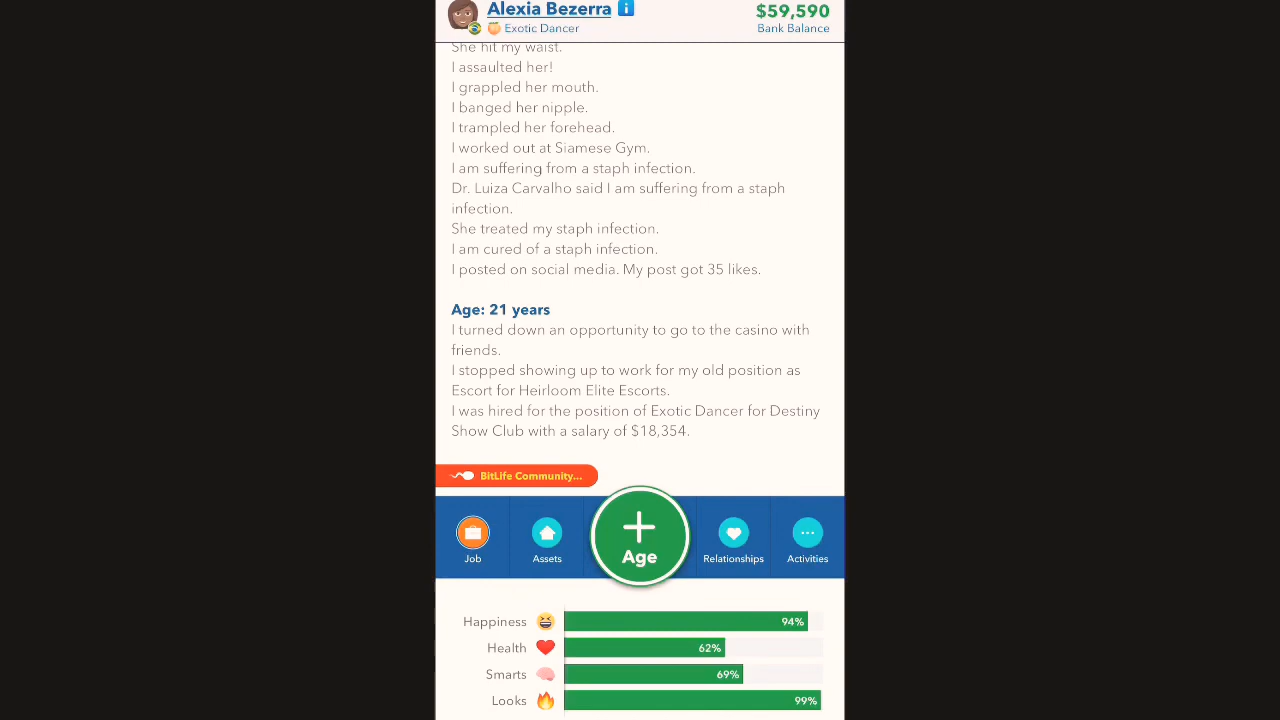 Alexia Bezerra
$59,590
Exotic Dancer
Bank Balance
She hit my waist.
I assaulted her!
I grappled her mouth.
I banged her nipple.
I trampled her forehead.
I worked out at Siamese Gym.
I am suffering from a staph infection.
Dr. Luiza Carvalho said I am suffering from a staph
infection.
She treated my staph infection.
I am cured of a staph infection.
I posted on social media. My post got 35 likes.
Age: 21 years
I turned down an opportunity to go to the casino with
friends.
I stopped showing up to work for my old position as
Escort for Heirloom Elite Escorts.
I was hired for the position of Exotic Dancer for Destiny
Show Club with a salary of $18,354.
BitLife Community...
Job
Assets
Age
Relationships
Activities
Happiness 94%
Health 62%
Smarts 69%
Looks 99%